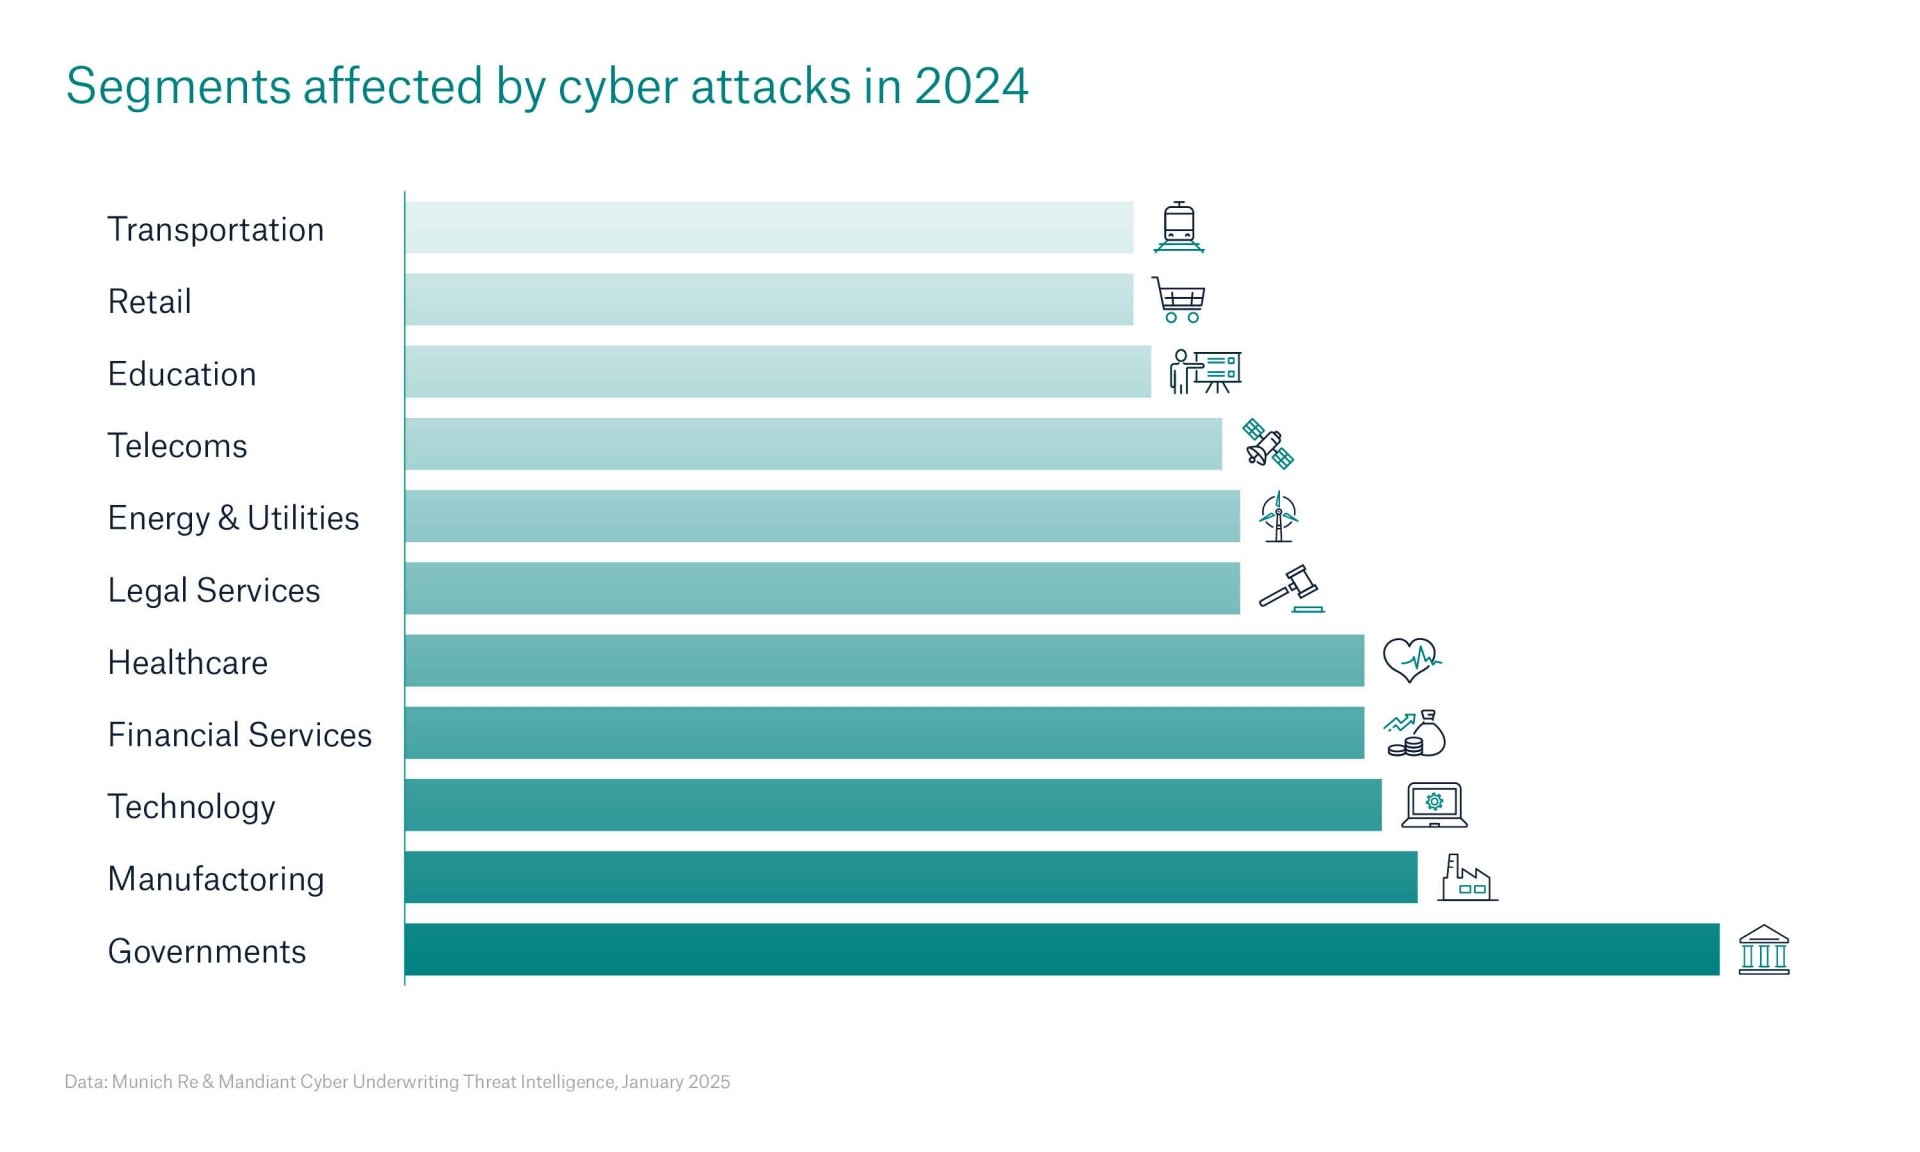 Segments affected by cyber attacks in 2024
Transportation
Retail
Education
Telecoms
Energy & Utilities
Legal Services
Healthcare
Financial Services
Technology
Manufactoring
Governments
Data: Munich Re & Mandiant Cyber Underwriting Threat Intelligence, January 2025